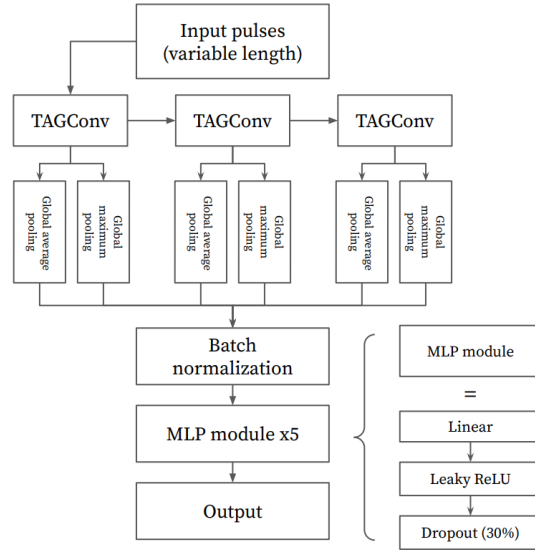 Input pulses
(variable length)
TAGConv
TAGConv
TAGConv
Global average
pooling
Global
maximum
pooling
Global average
pooling
Global
maximum
pooling
Global average
pooling
Global
maximum
pooling
Batch
normalization
MLP module x5
Output
MLP module
=
Linear
Leaky ReLU
Dropout (30%)